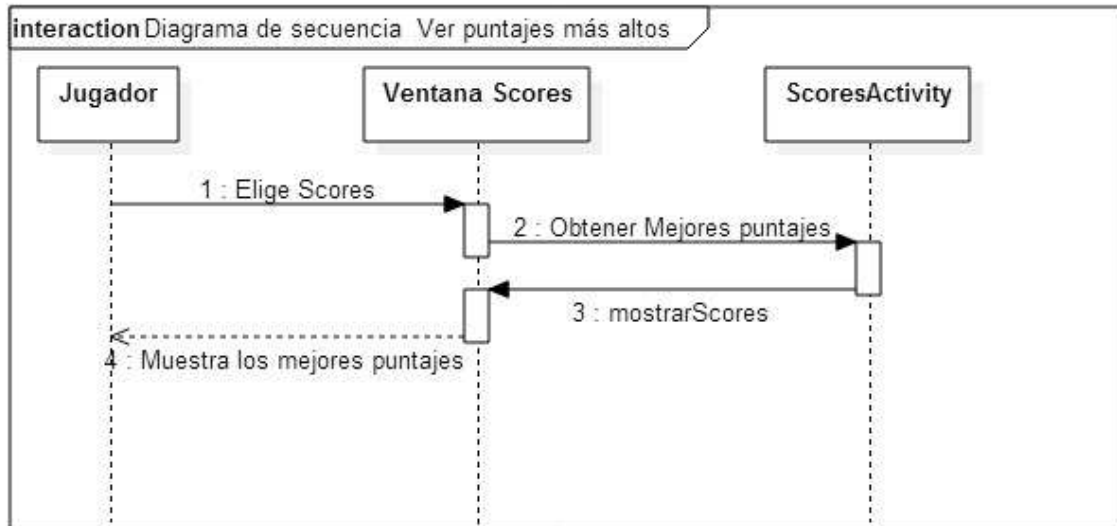 interaction Diagrama de secuencia Ver puntajes más altos
Jugador
Ventana Scores
ScoresActivity
1 : Elige Scores
2 : Obtener Mejores puntajes
3 : mostrarScores
4 : Muestra los mejores puntajes